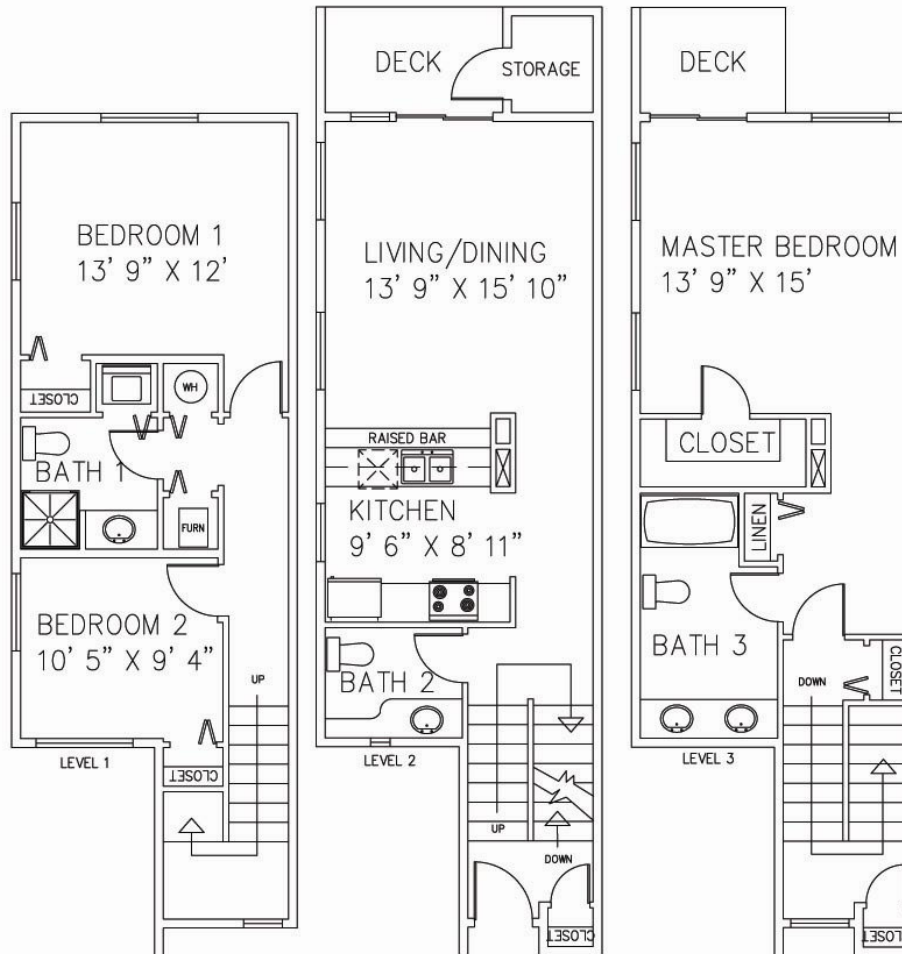 BEDROOM 1
13' 9" X 12'
CLOSET
WH
BATH 1
FURN
BEDROOM 2
10' 5" X 9' 4"
UP
LEVEL 1
CLOSET
DECK
STORAGE
LIVING/DINING
13' 9" X 15' 10"
RAISED BAR
KITCHEN
9' 6" X 8' 11"
BATH 2
LEVEL 2
UP
DOWN
CLOSET
DECK
MASTER BEDROOM
13' 9" X 15'
CLOSET
LINEN
BATH 3
CLOSET
DOWN
LEVEL 3
CLOSET